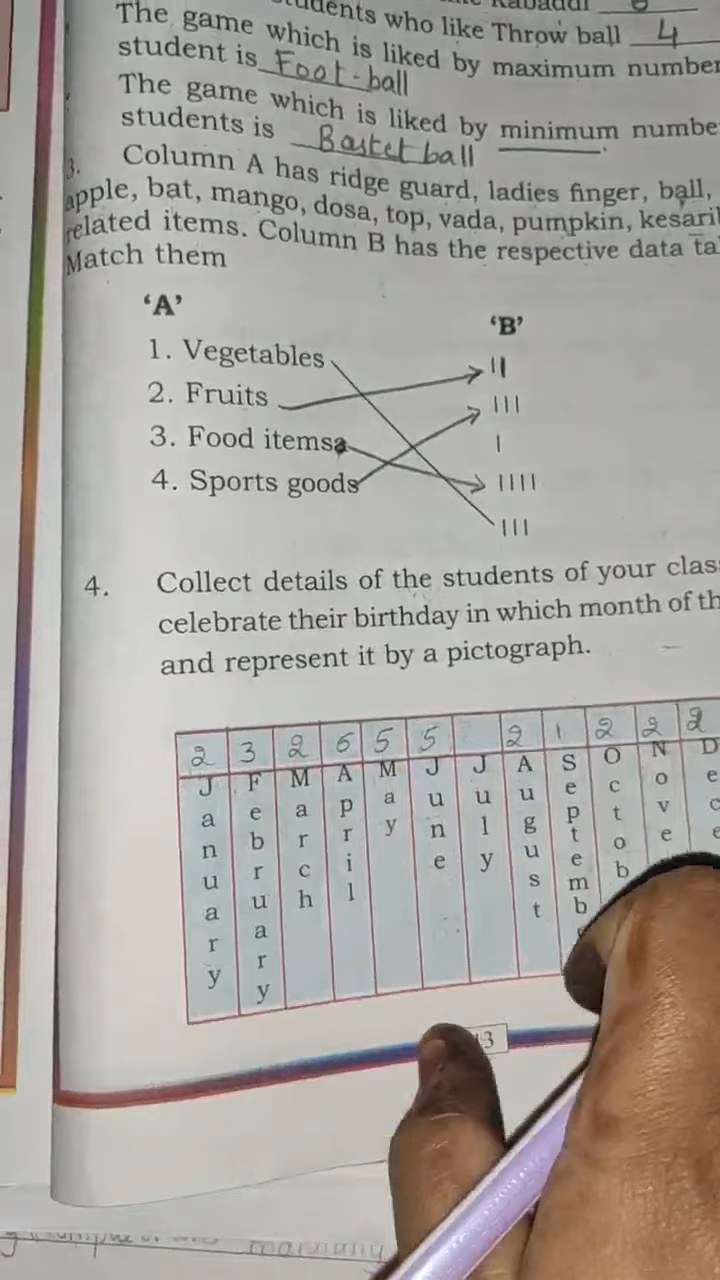 students who like Throw ball 4
The game which is liked by maximum number
student is Foot-ball
The game which is liked by minimum numbe
students is Bastet ball
3. Column A has ridge guard, ladies finger, ball,
apple, bat, mango, dosa, top, vada, pumpkin, kesari
related items. Column B has the respective data ta
Match them
'A'
'B'
1. Vegetables
2. Fruits
3. Food items
4. Sports goods
||
|||
|
||||
|||
4. Collect details of the students of your clas
celebrate their birthday in which month of th
and represent it by a pictograph.
2 3 2 6 5 5 2 1 2 2 2
January February March April May June July August Septemb Octob Nove Dece
3